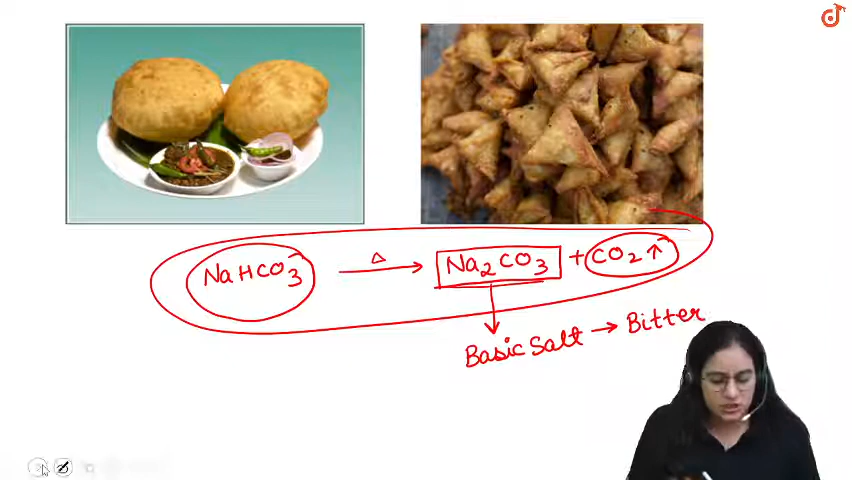 NaHCO3 —Δ→ Na2CO3 + CO2 ↑
Basic Salt → Bitter